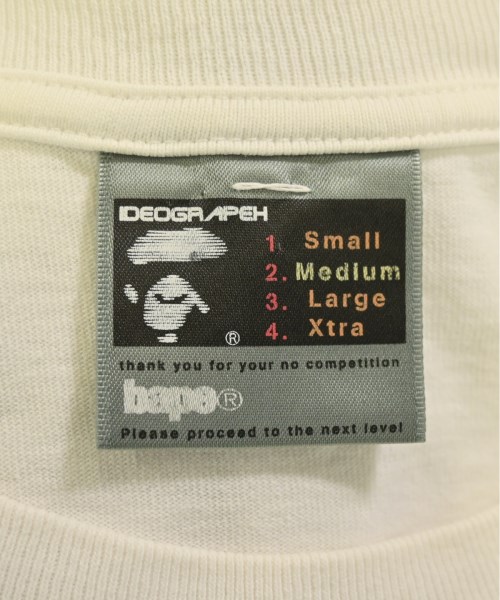 IDEOGRAPEH
1. Small
2. Medium
3. Large
4. Xtra
®
thank you for your no competition
bape®
Please proceed to the next level